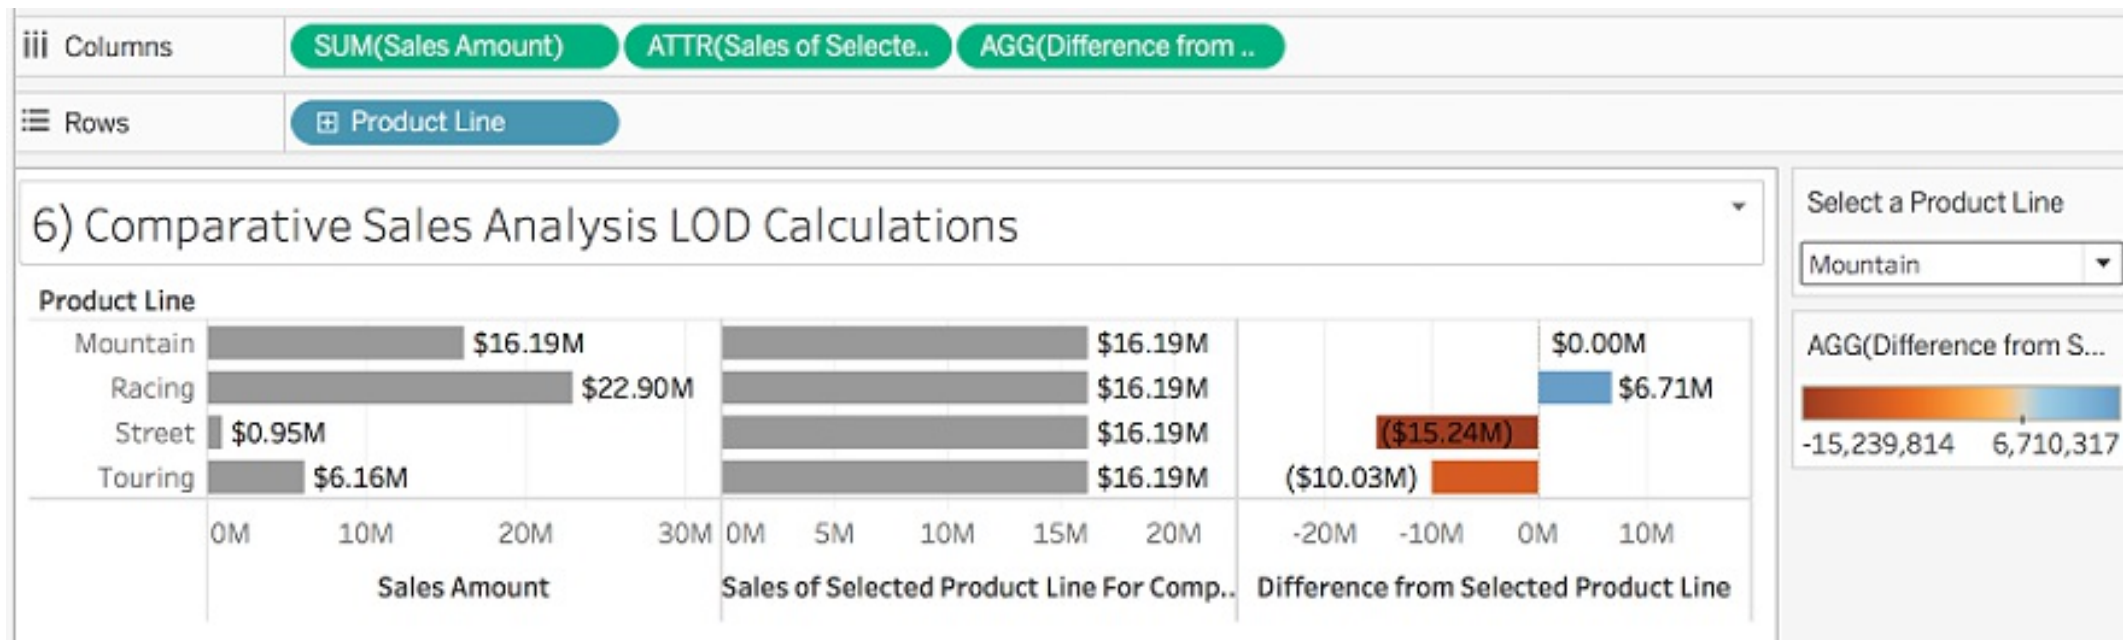 Columns SUM(Sales Amount) ATTR(Sales of Selecte.. AGG(Difference from ..
Rows Product Line
6) Comparative Sales Analysis LOD Calculations
Product Line
Mountain $16.19M $16.19M $0.00M
Racing $22.90M $16.19M $6.71M
Street $0.95M $16.19M ($15.24M)
Touring $6.16M $16.19M ($10.03M)
0M 10M 20M 30M 0M 5M 10M 15M 20M -20M -10M 0M 10M
Sales Amount Sales of Selected Product Line For Comp.. Difference from Selected Product Line
Select a Product Line
Mountain
AGG(Difference from S...
-15,239,814 6,710,317